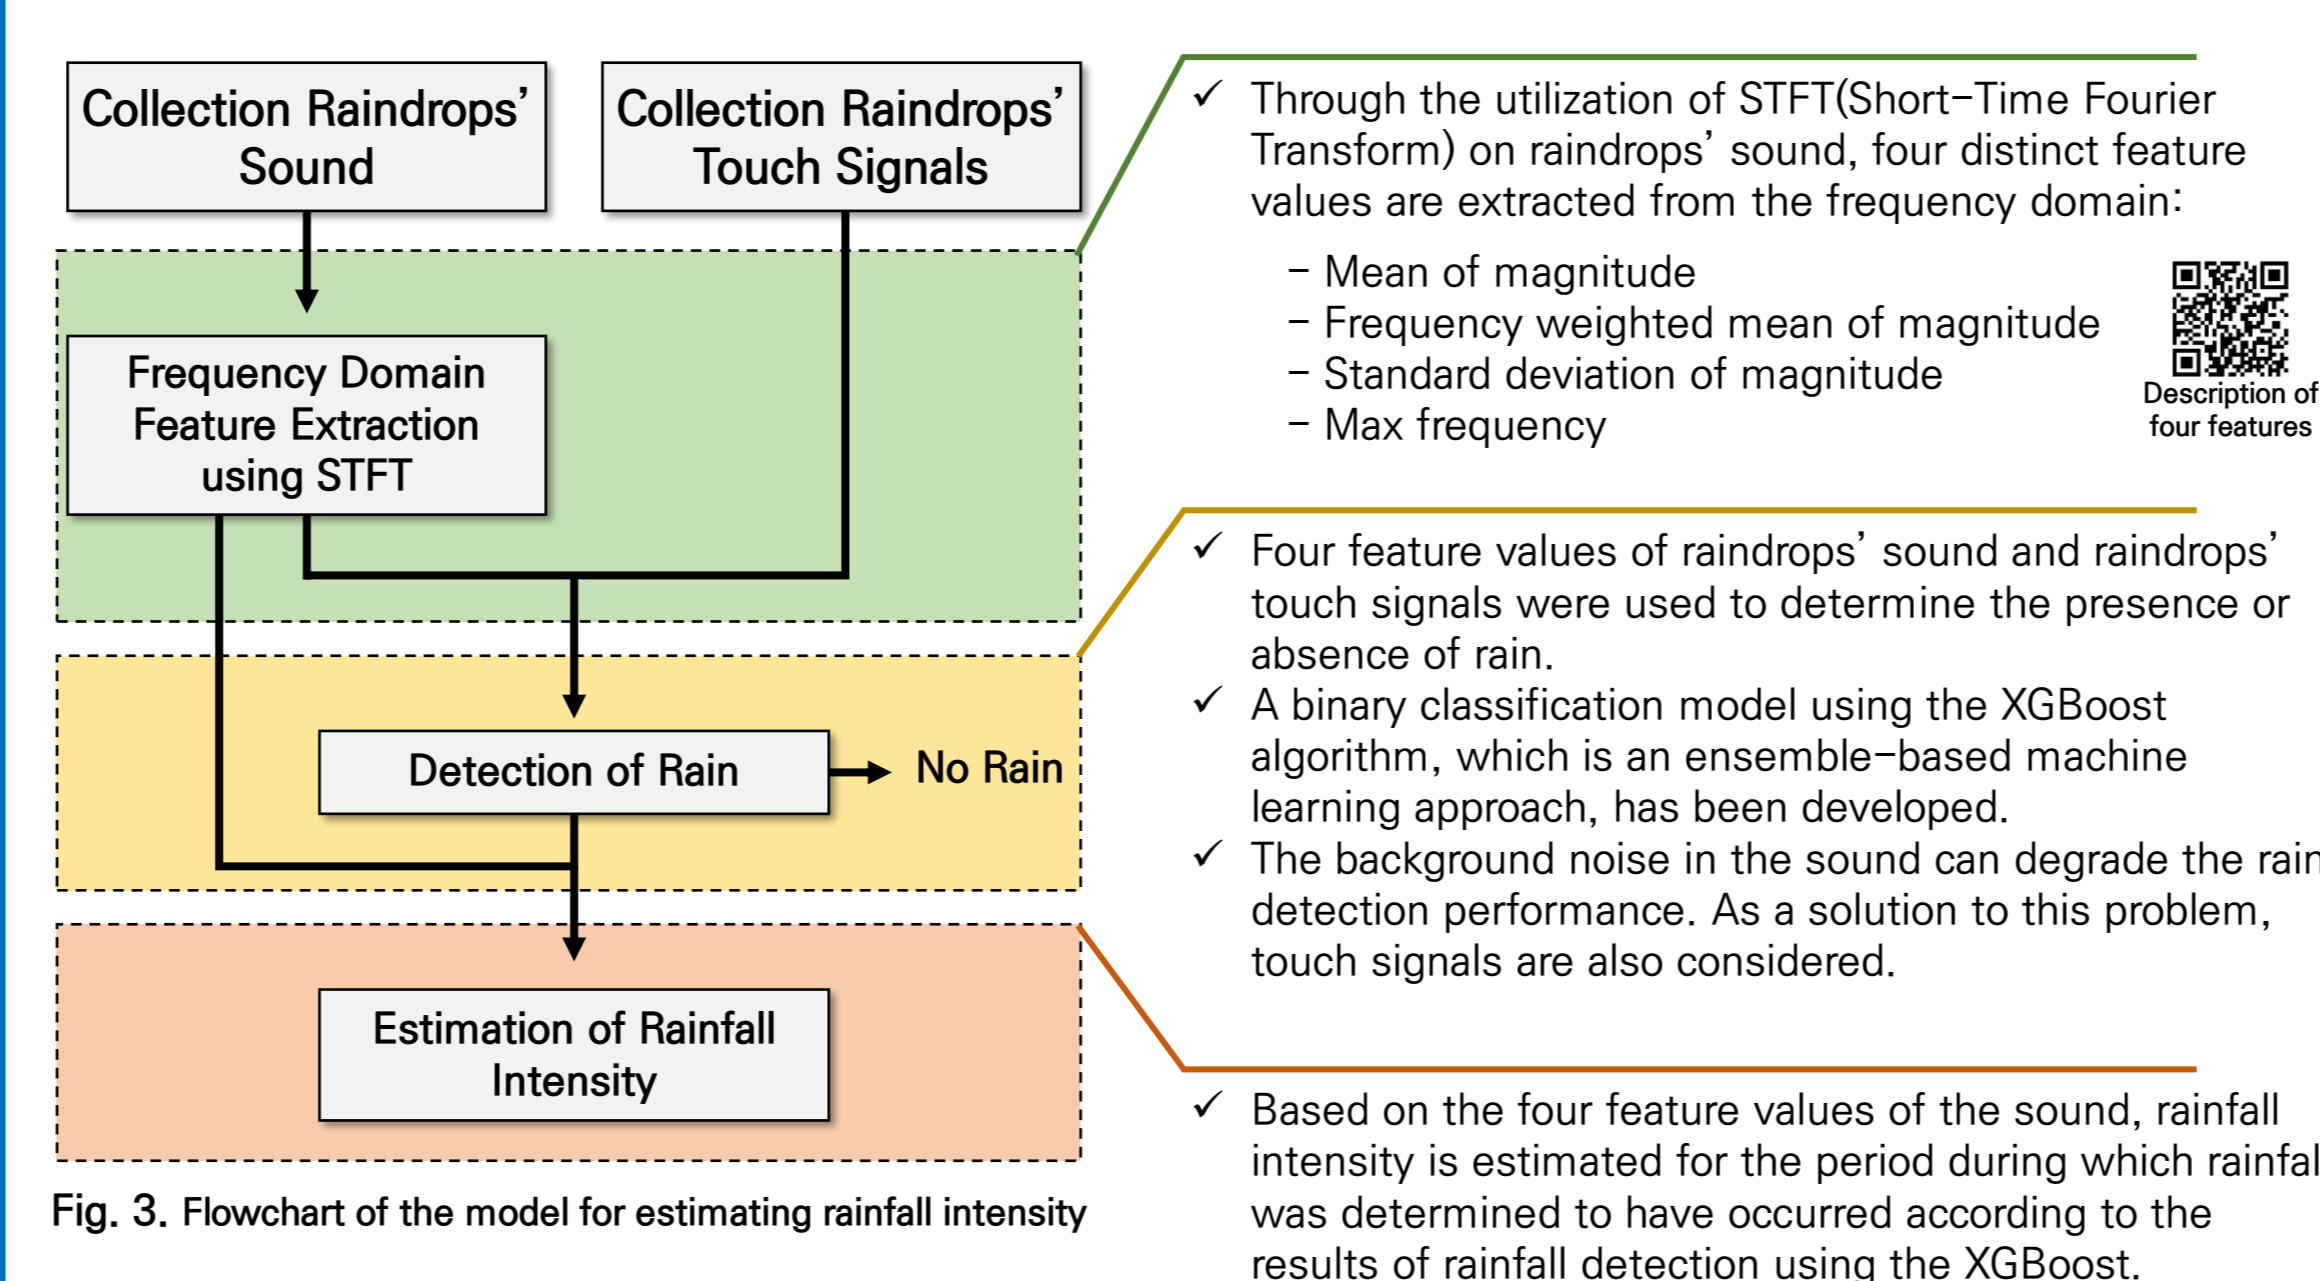 Collection Raindrops’
Sound
Collection Raindrops’
Touch Signals
Frequency Domain
Feature Extraction
using STFT
Detection of Rain
No Rain
Estimation of Rainfall
Intensity
Fig. 3. Flowchart of the model for estimating rainfall intensity
✓ Through the utilization of STFT(Short-Time Fourier
Transform) on raindrops’ sound, four distinct feature
values are extracted from the frequency domain:
- Mean of magnitude
- Frequency weighted mean of magnitude
- Standard deviation of magnitude
- Max frequency
Description of
four features
✓ Four feature values of raindrops’ sound and raindrops’
touch signals were used to determine the presence or
absence of rain.
✓ A binary classification model using the XGBoost
algorithm, which is an ensemble-based machine
learning approach, has been developed.
✓ The background noise in the sound can degrade the rain
detection performance. As a solution to this problem,
touch signals are also considered.
✓ Based on the four feature values of the sound, rainfall
intensity is estimated for the period during which rainfal
was determined to have occurred according to the
results of rainfall detection using the XGBoost.